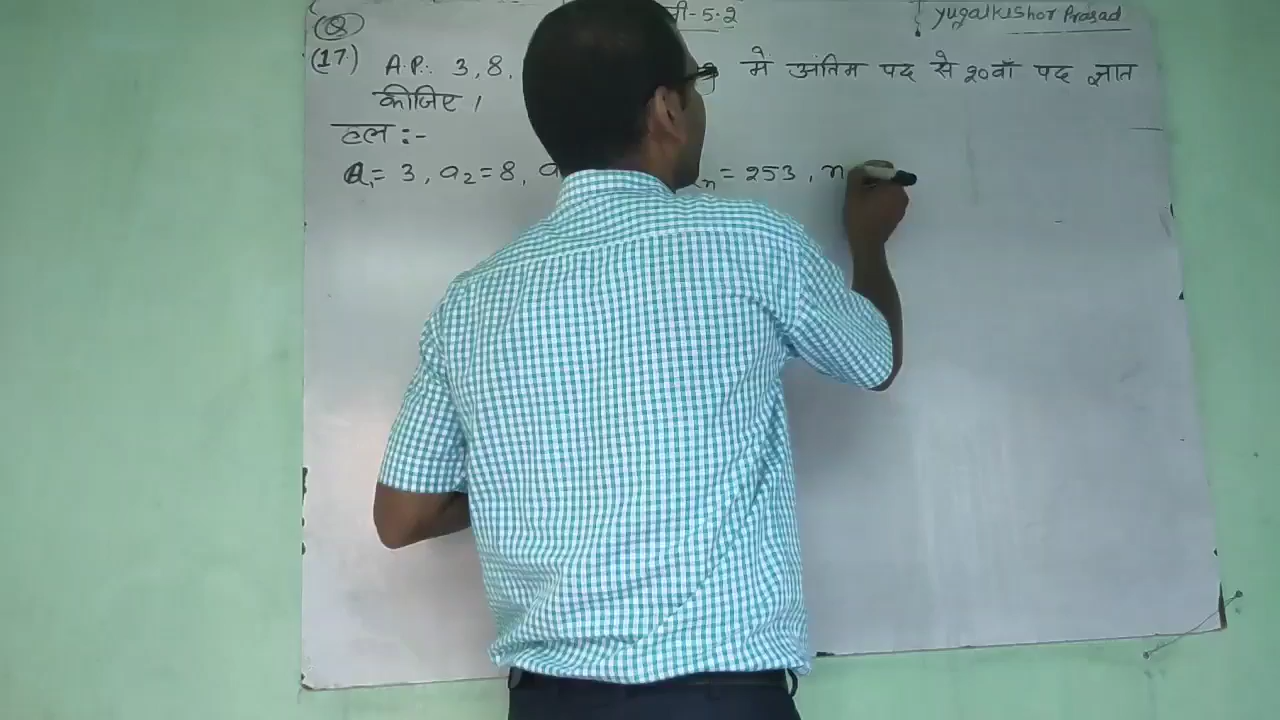 (Q) नी-5.2 yugalkishor Prasad
(17) A.P.: 3, 8, में अंतिम पद से 20वाँ पद ज्ञात
कीजिए ।
हल :-
a₁= 3, a₂=8, a n = 253, n